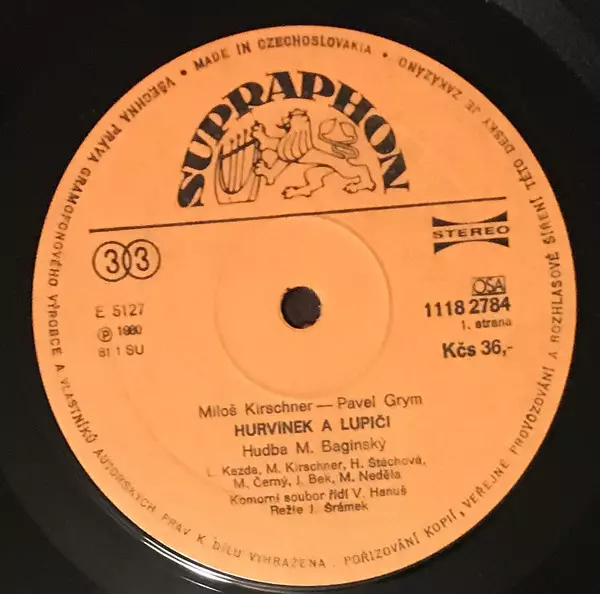 VŠECHNA PRÁVA GRAMOFONOVÉHO VÝROBCE A VLASTNÍKŮ AUTORSKÝCH PRÁV K DÍLU VYHRAŽENA . POŘIZOVÁNÍ KOPIÍ, VEŘEJNÉ PROVOZOVÁNÍ A ROZHLASOVÉ ŠÍŘENÍ TÉTO DESKY JE ZAKÁZÁNO • MADE IN CZECHOSLOVAKIA •
SUPRAPHON
33
STEREO
E 5127
℗ 1980
81 1 SU
OSA
1118 2784
1. strana
Kčs 36,-
Miloš Kirschner — Pavel Grym
HURVÍNEK A LUPIČI
Hudba M. Baginský
L. Kazda, M. Kirschner, H. Štáchová,
M. Černý, J. Bek, M. Neděla
Komorní soubor řídí V. Hanuš
Režie J. Šrámek